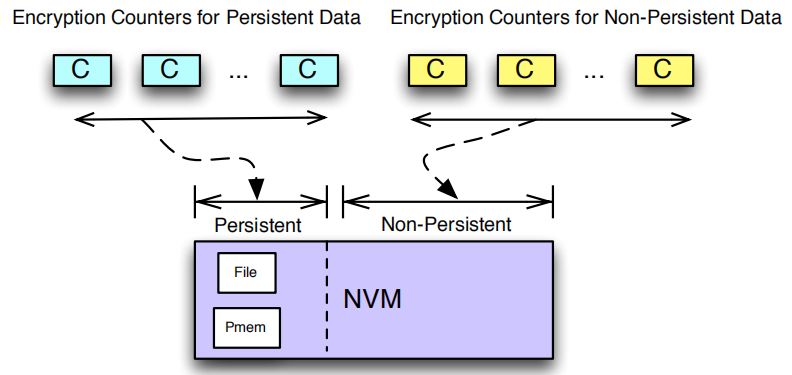 Encryption Counters for Persistent Data
Encryption Counters for Non-Persistent Data
C C ... C
C C ... C
Persistent
Non-Persistent
File
NVM
Pmem